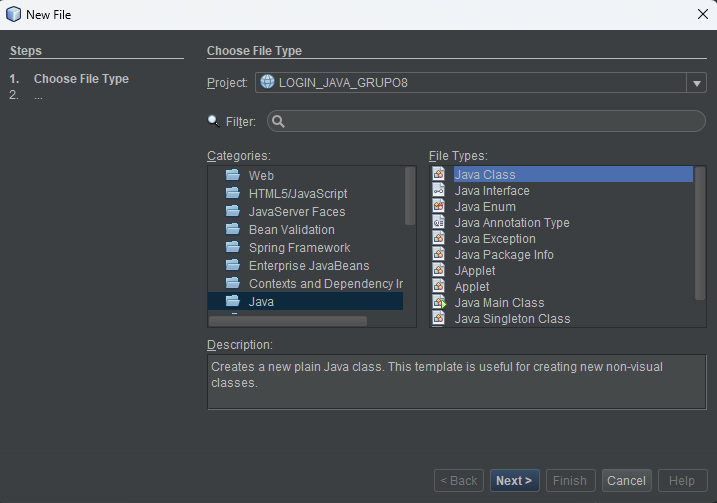 New File
Steps
1. Choose File Type
2. ...
Choose File Type
Project: LOGIN_JAVA_GRUPO8
Filter:
Categories:
Web
HTML5/JavaScript
JavaServer Faces
Bean Validation
Spring Framework
Enterprise JavaBeans
Contexts and Dependency Ir
Java
File Types:
Java Class
Java Interface
Java Enum
Java Annotation Type
Java Exception
Java Package Info
JApplet
Applet
Java Main Class
Java Singleton Class
Description:
Creates a new plain Java class. This template is useful for creating new non-visual
classes.
< Back
Next >
Finish
Cancel
Help